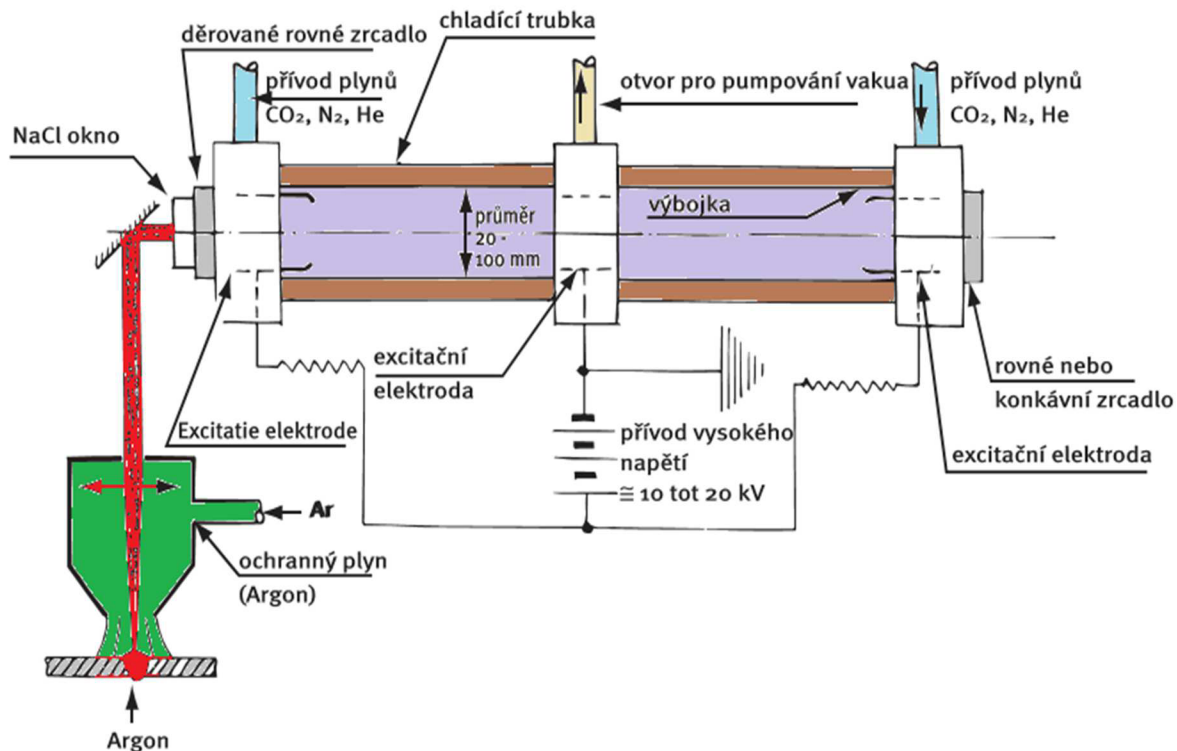 chladící trubka
děrované rovné zrcadlo
přívod plynů
CO₂, N₂, He
otvor pro pumpování vakua
přívod plynů
CO₂, N₂, He
NaCl okno
výbojka
průměr
20 -
100 mm
excitační
elektroda
rovné nebo
konkávní zrcadlo
Excitatie elektrode
přívod vysokého
napětí
≅ 10 tot 20 kV
excitační elektroda
Ar
ochranný plyn
(Argon)
Argon